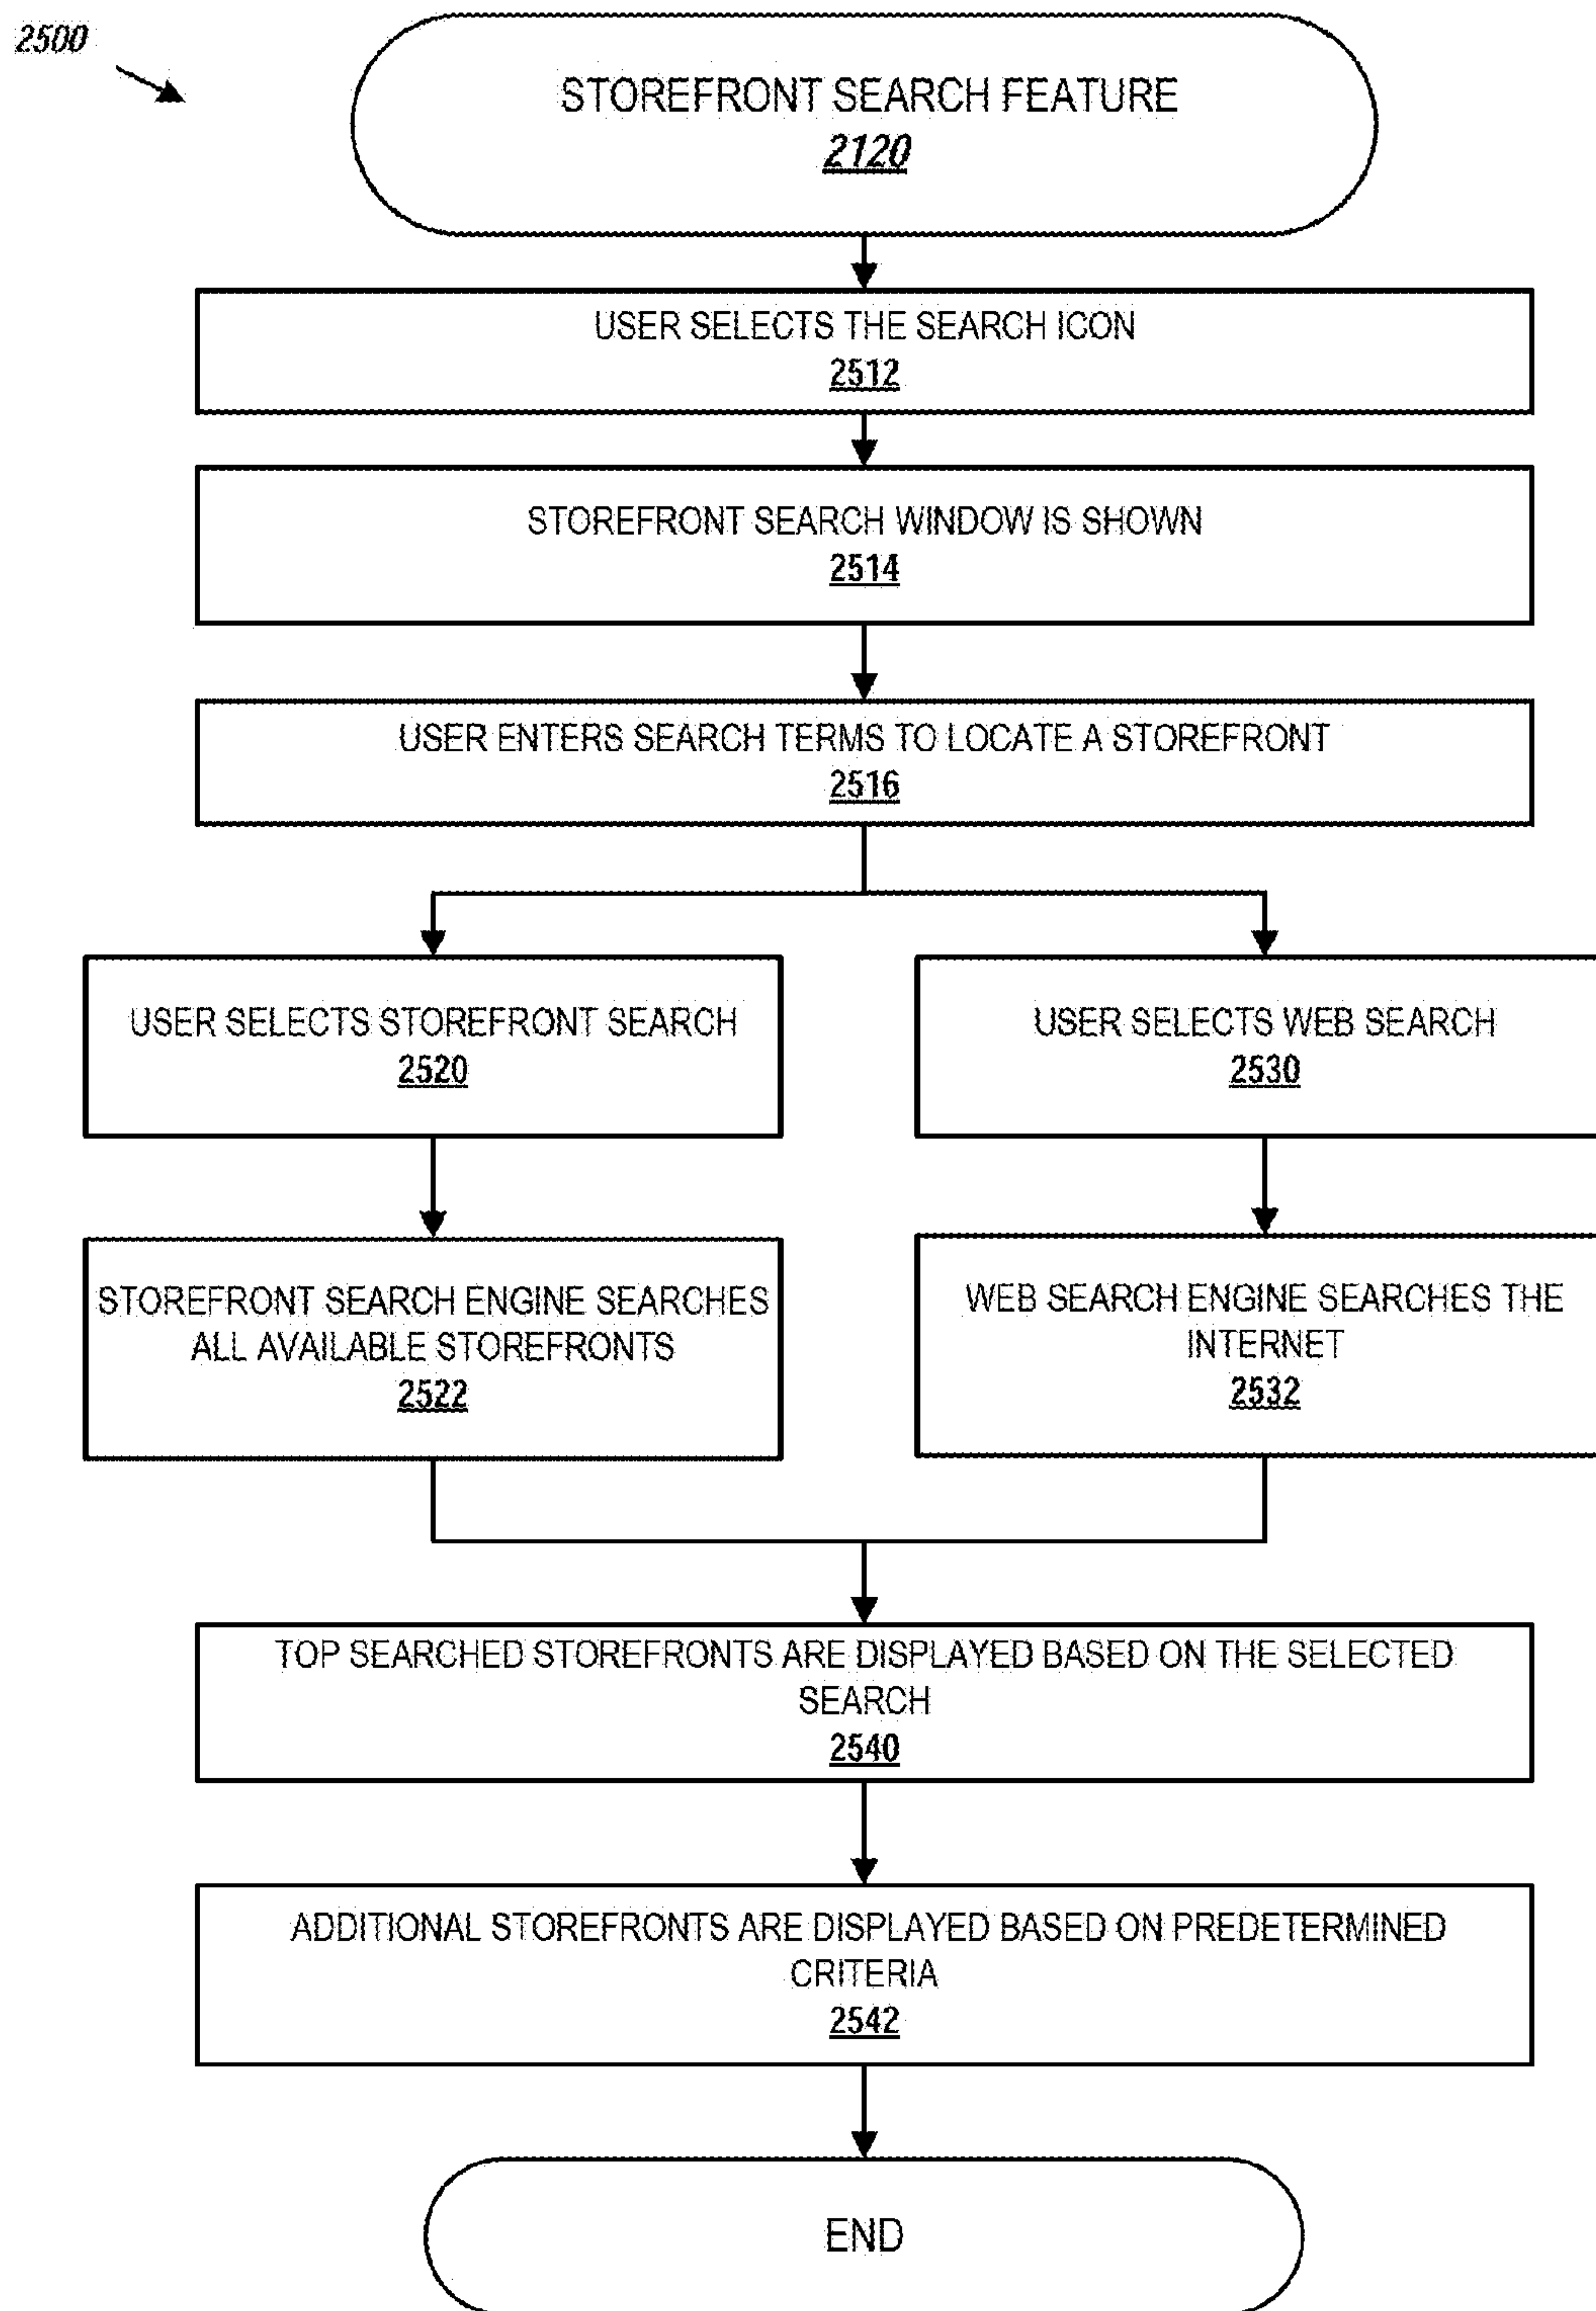 2500
STOREFRONT SEARCH FEATURE
2120
USER SELECTS THE SEARCH ICON
2512
STOREFRONT SEARCH WINDOW IS SHOWN
2514
USER ENTERS SEARCH TERMS TO LOCATE A STOREFRONT
2516
USER SELECTS STOREFRONT SEARCH
2520
USER SELECTS WEB SEARCH
2530
STOREFRONT SEARCH ENGINE SEARCHES
ALL AVAILABLE STOREFRONTS
2522
WEB SEARCH ENGINE SEARCHES THE
INTERNET
2532
TOP SEARCHED STOREFRONTS ARE DISPLAYED BASED ON THE SELECTED
SEARCH
2540
ADDITIONAL STOREFRONTS ARE DISPLAYED BASED ON PREDETERMINED
CRITERIA
2542
END